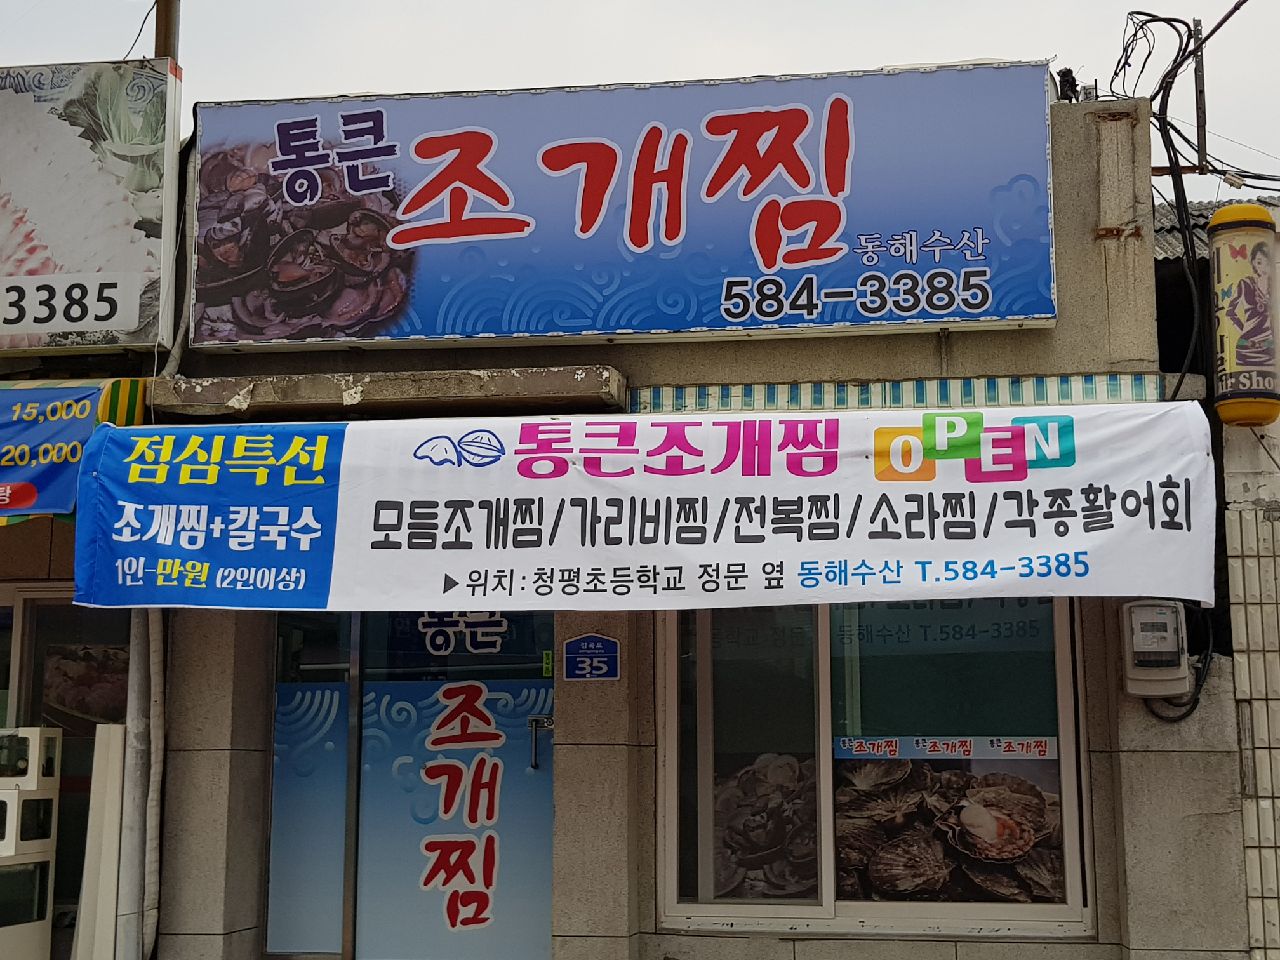 통큰 조개찜
동해수산
584-3385
3385
15,000
20,000
탕
점심특선
조개찜+칼국수
1인-만원 (2인이상)
통큰조개찜 OPEN
모듬조개찜/가리비찜/전복찜/소라찜/각종활어회
▶위치:청평초등학교 정문 옆 동해수산 T.584-3385
통큰
조개찜
35
동해수산 T.584-3385
통큰조개찜 통큰조개찜 통큰조개찜